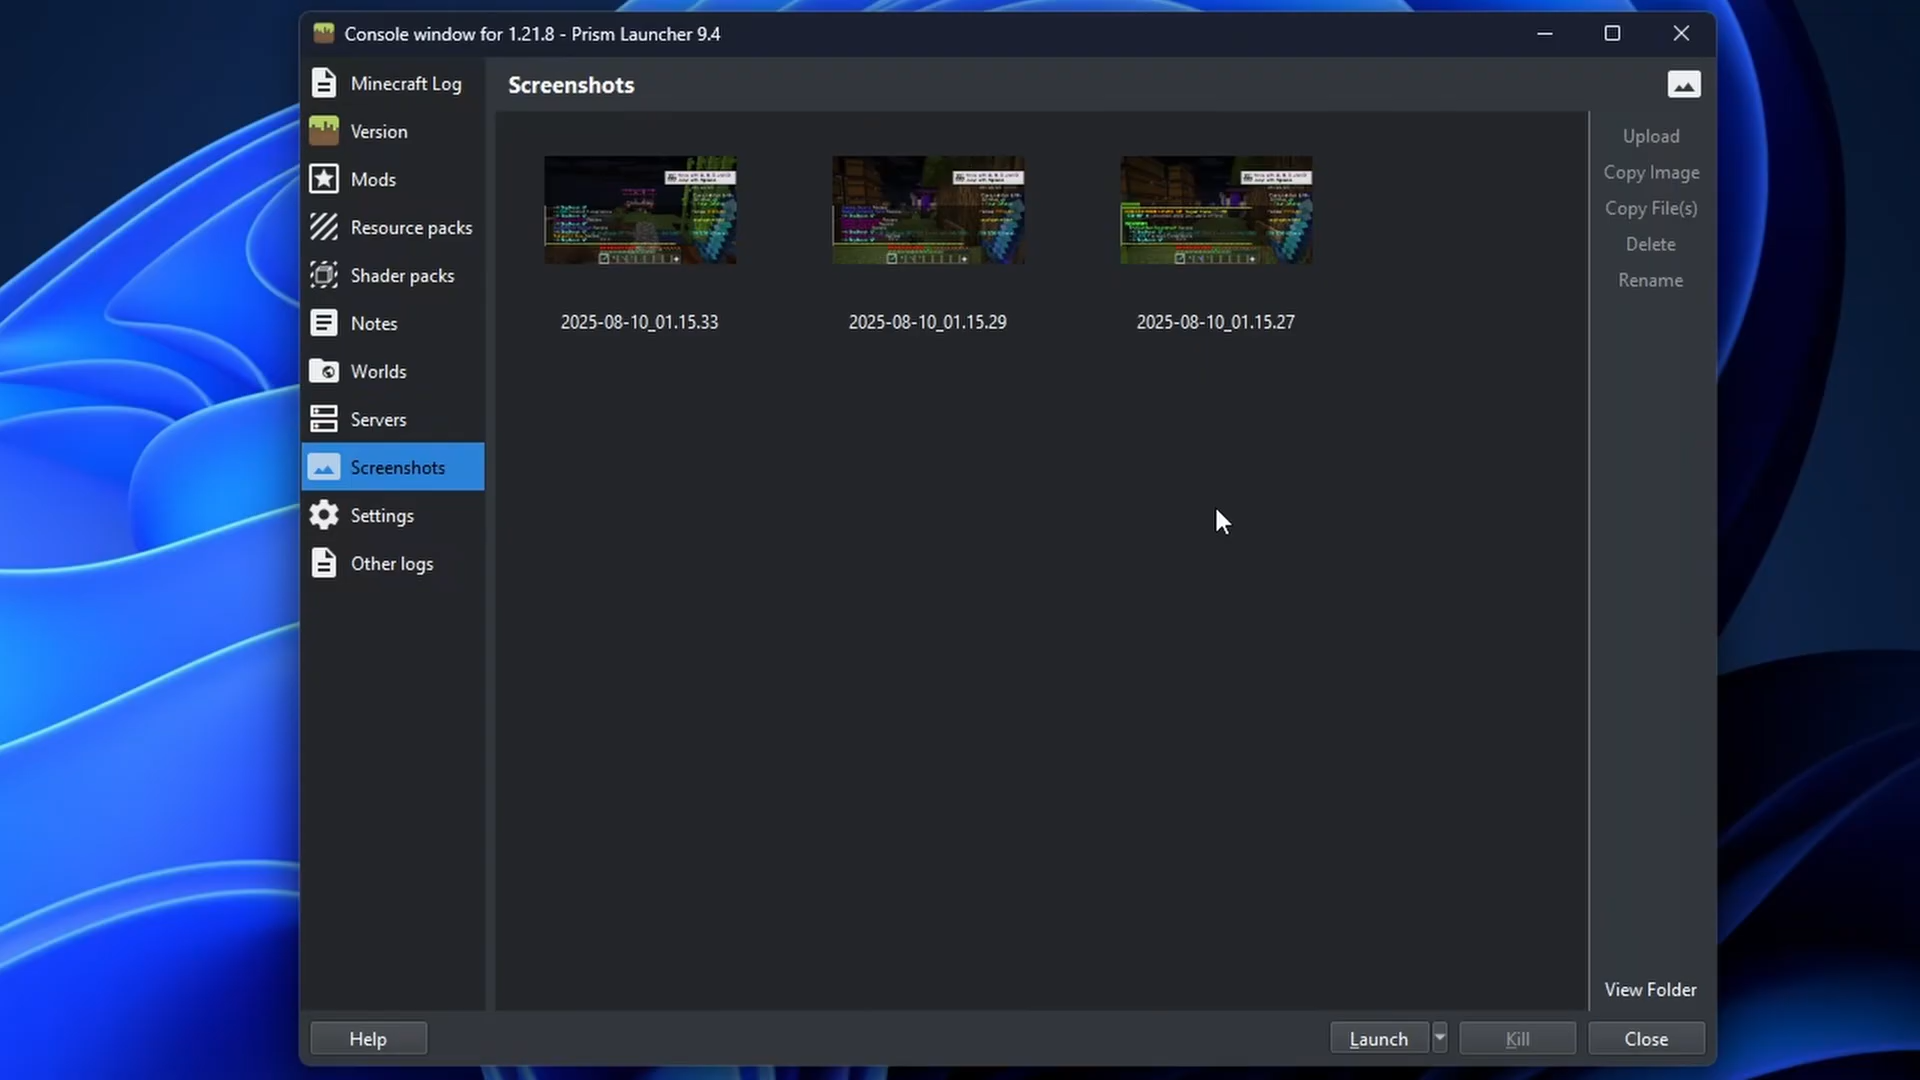 Console window for 1.21.8 - Prism Launcher 9.4
Minecraft Log
Version
Mods
Resource packs
Shader packs
Notes
Worlds
Servers
Screenshots
Settings
Other logs
Screenshots
2025-08-10_01.15.33
2025-08-10_01.15.29
2025-08-10_01.15.27
Upload
Copy Image
Copy File(s)
Delete
Rename
View Folder
Help
Launch
Kill
Close